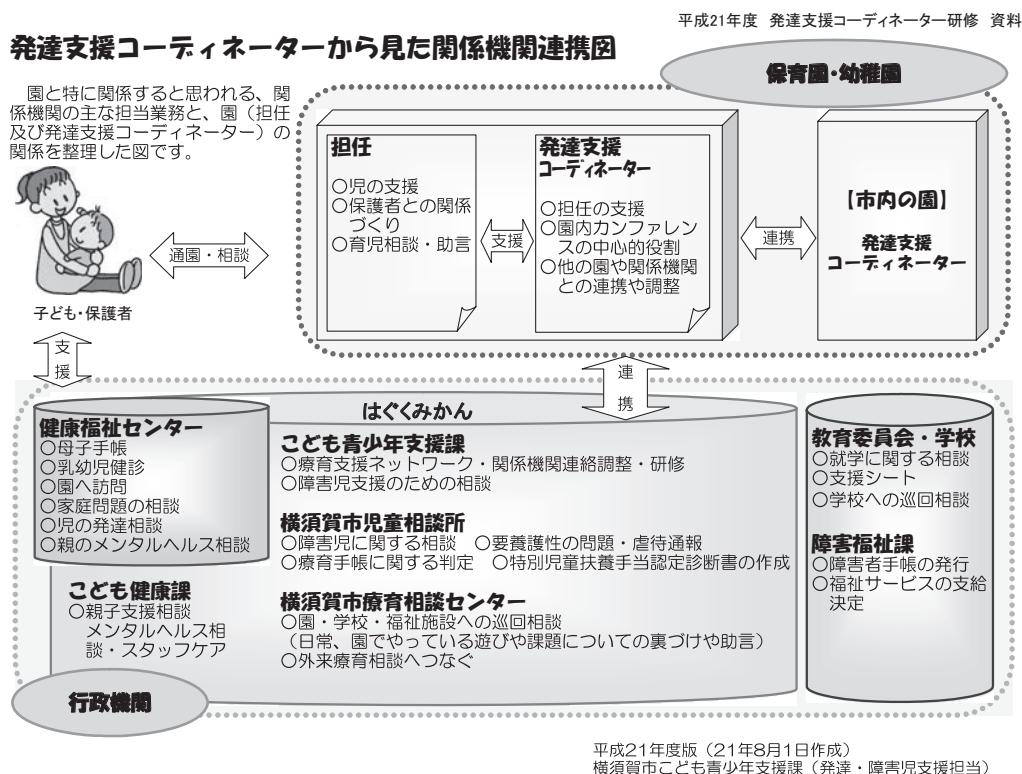 平成21年度 発達支援コーディネーター研修 資料
発達支援コーディネーターから見た関係機関連携図
保育園・幼稚園
園と特に関係すると思われる、関
係機関の主な担当業務と、園（担任
及び発達支援コーディネーター）の
関係を整理した図です。
担任
○児の支援
○保護者との関係
づくり
○育児相談・助言
支援
発達支援
コーディネーター
○担任の支援
○園内カンファレン
スの中心的役割
○他の園や関係機関
との連携や調整
連携
【市内の園】
発達支援
コーディネーター
通園・相談
子ども・保護者
支
援
連
携
はぐくみかん
健康福祉センター
○母子手帳
○乳幼児健診
○園へ訪問
○家庭問題の相談
○児の発達相談
○親のメンタルヘルス相談
こども健康課
○親子支援相談
メンタルヘルス相
談・スタッフケア
こども青少年支援課
○療育支援ネットワーク・関係機関連絡調整・研修
○障害児支援のための相談
横須賀市児童相談所
○障害児に関する相談 ○要養護性の問題・虐待通報
○療育手帳に関する判定 ○特別児童扶養手当認定診断書の作成
横須賀市療育相談センター
○園・学校・福祉施設への巡回相談
（日常、園でやっている遊びや課題についての裏づけや助言）
○外来療育相談へつなぐ
教育委員会・学校
○就学に関する相談
○支援シート
○学校への巡回相談
障害福祉課
○障害者手帳の発行
○福祉サービスの支給
決定
行政機関
平成21年度版（21年8月1日作成）
横須賀市こども青少年支援課（発達・障害児支援担当）